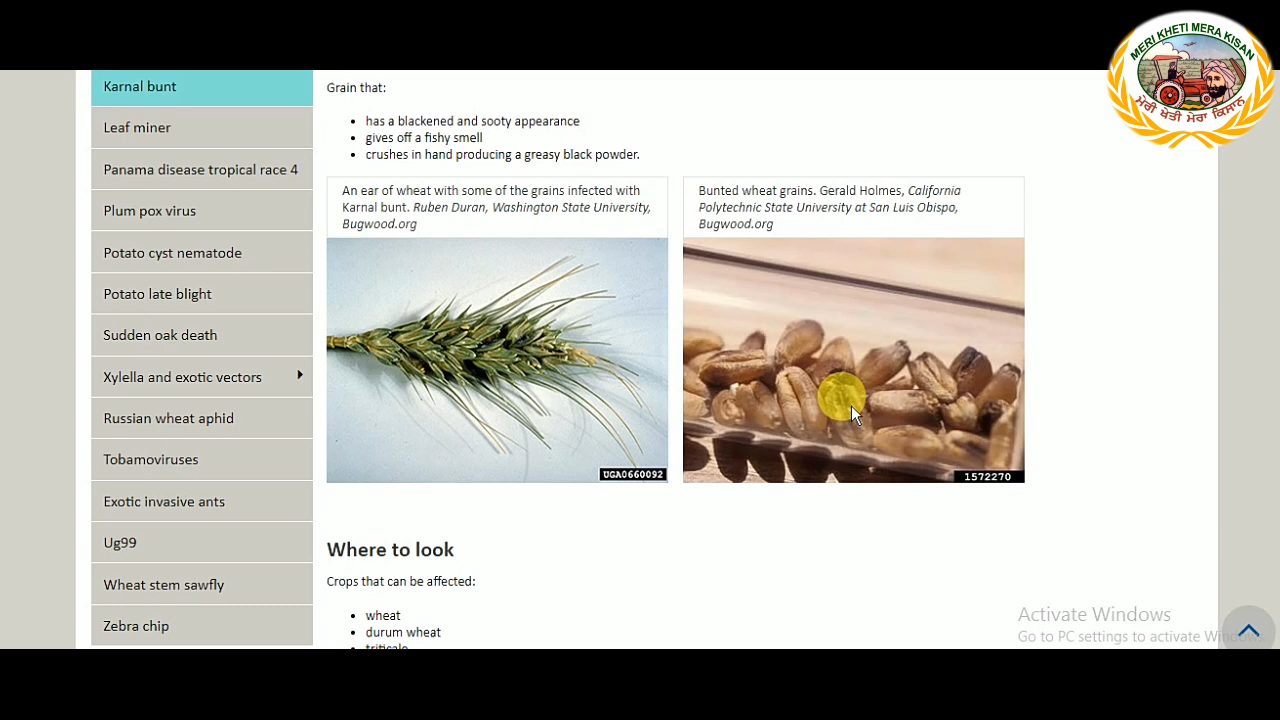 MERI KHETI MERA KISAN
ਮੇਰੀ ਖੇਤੀ ਮੇਰਾ ਕਿਸਾਨ
Karnal bunt
Leaf miner
Panama disease tropical race 4
Plum pox virus
Potato cyst nematode
Potato late blight
Sudden oak death
Xylella and exotic vectors
Russian wheat aphid
Tobamoviruses
Exotic invasive ants
Ug99
Wheat stem sawfly
Zebra chip
Grain that:
• has a blackened and sooty appearance
• gives off a fishy smell
• crushes in hand producing a greasy black powder.
An ear of wheat with some of the grains infected with
Karnal bunt. Ruben Duran, Washington State University,
Bugwood.org
UGA0660092
Bunted wheat grains. Gerald Holmes, California
Polytechnic State University at San Luis Obispo,
Bugwood.org
1572270
Where to look
Crops that can be affected:
• wheat
• durum wheat
• triticale
Activate Windows
Go to PC settings to activate Windows.